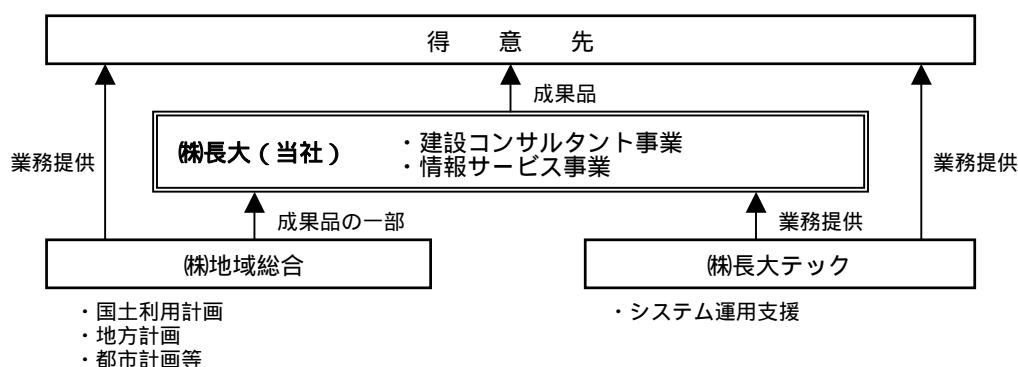 得 意 先
成果品
㈱長大(当社)
・建設コンサルタント事業
・情報サービス事業
業務提供
業務提供
成果品の一部
業務提供
㈱地域総合
㈱長大テック
・国土利用計画
・地方計画
・都市計画等
・システム運用支援